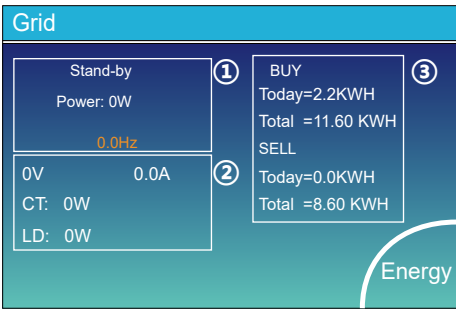 Grid
Stand-by
Power: 0W
0.0Hz
①
0V 0.0A
CT: 0W
LD: 0W
②
BUY
Today=2.2KWH
Total =11.60 KWH
SELL
Today=0.0KWH
Total =8.60 KWH
③
Energy